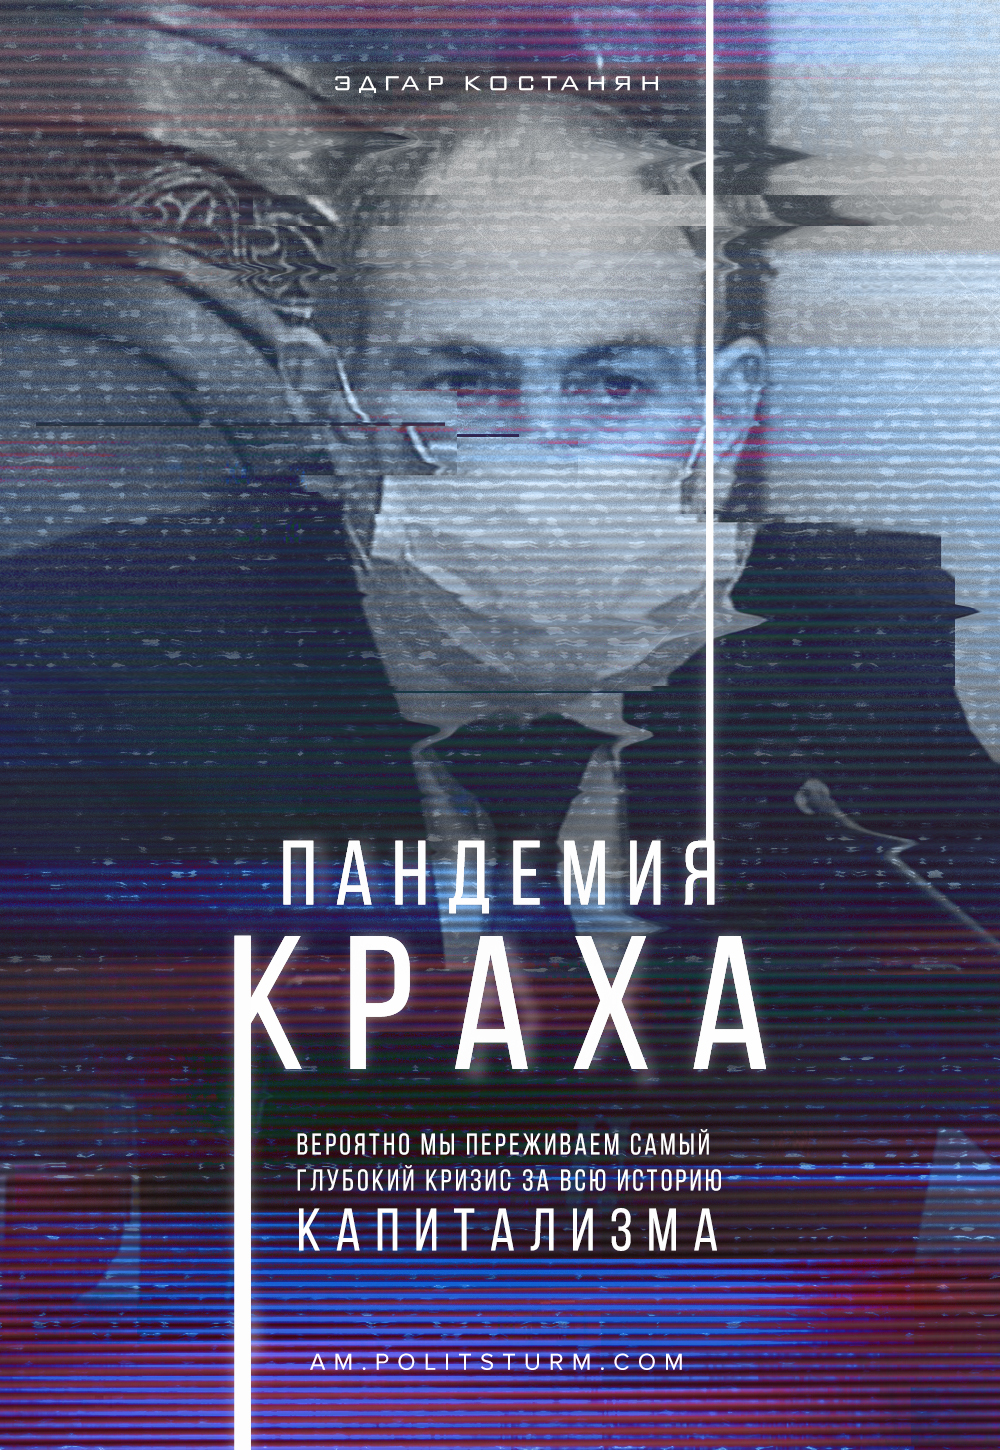 ЭДГАР КОСТАНЯН
ПАНДЕМИЯ
КРАХА
ВЕРОЯТНО МЫ ПЕРЕЖИВАЕМ САМЫЙ
ГЛУБОКИЙ КРИЗИС ЗА ВСЮ ИСТОРИЮ
КАПИТАЛИЗМА
AM.POLITSTURM.COM